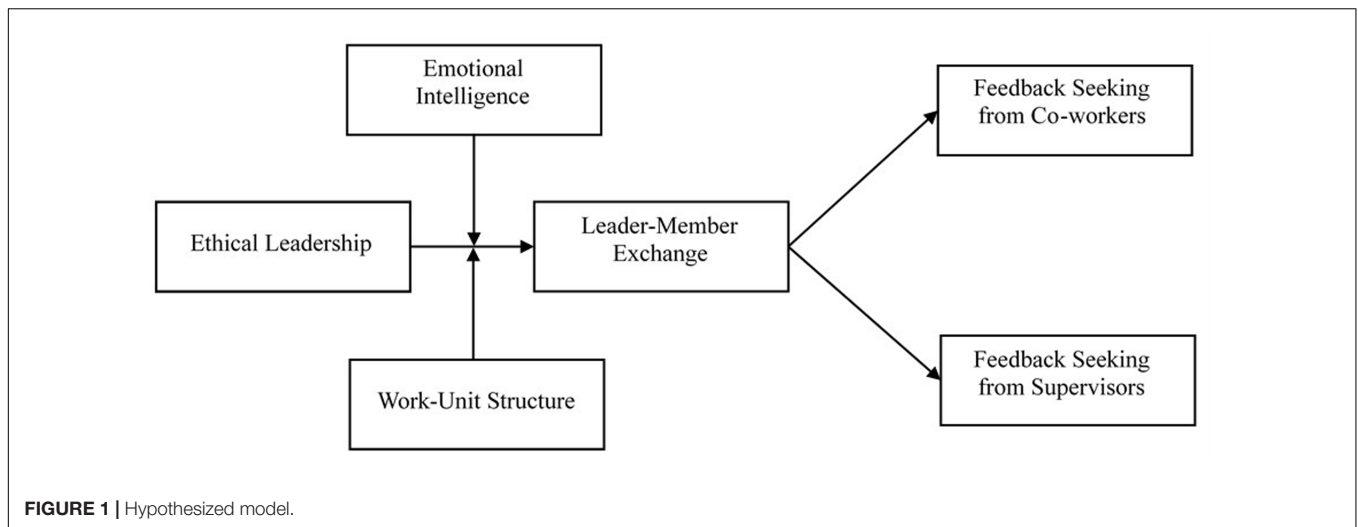 Emotional
Intelligence
Feedback Seeking
from Co-workers
Ethical Leadership
Leader-Member
Exchange
Work-Unit Structure
Feedback Seeking
from Supervisors
FIGURE 1 | Hypothesized model.